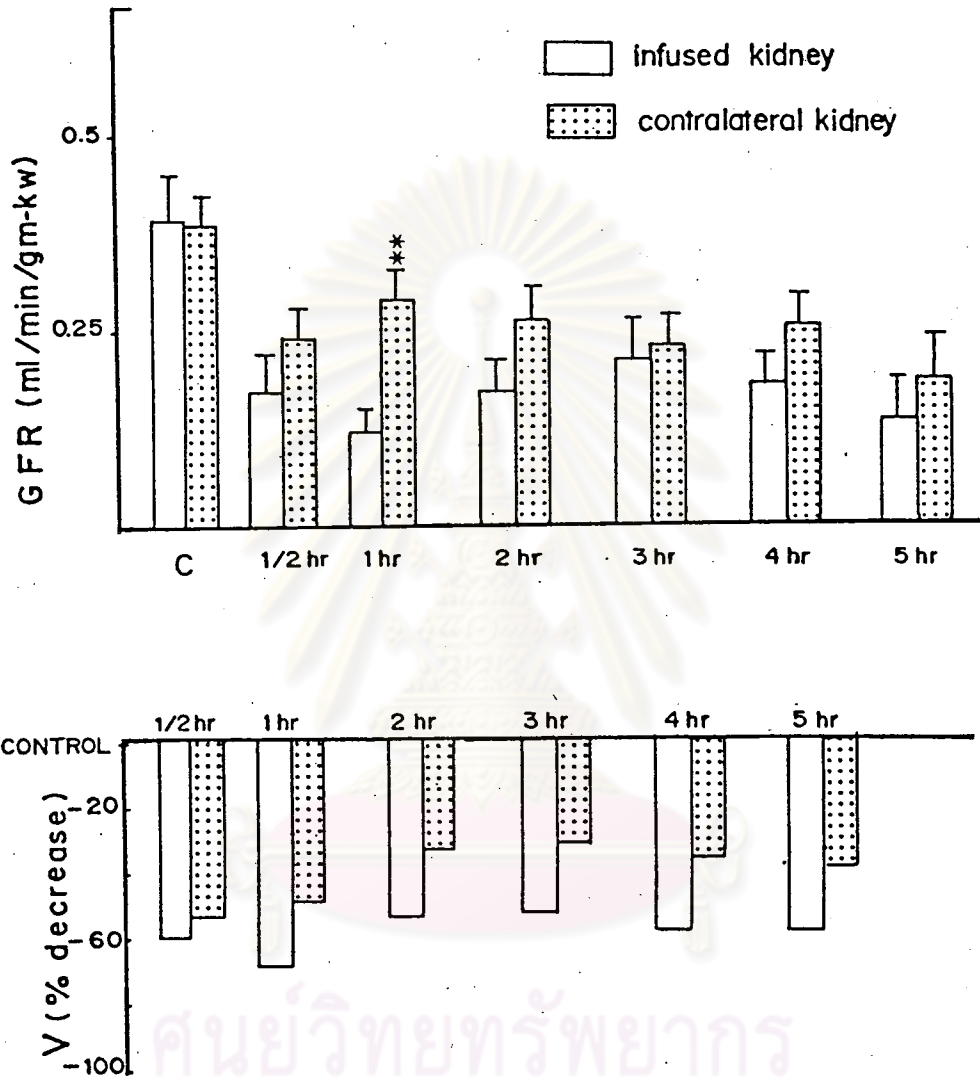 infused kidney
contralateral kidney
GFR (ml/min/gm-kw)
0.5
0.25
**
C 1/2 hr 1 hr 2 hr 3 hr 4 hr 5 hr
1/2 hr 1 hr 2 hr 3 hr 4 hr 5 hr
CONTROL
V (% decrease)
-20
-60
-100
ศูนย์วิทยทรัพยากร